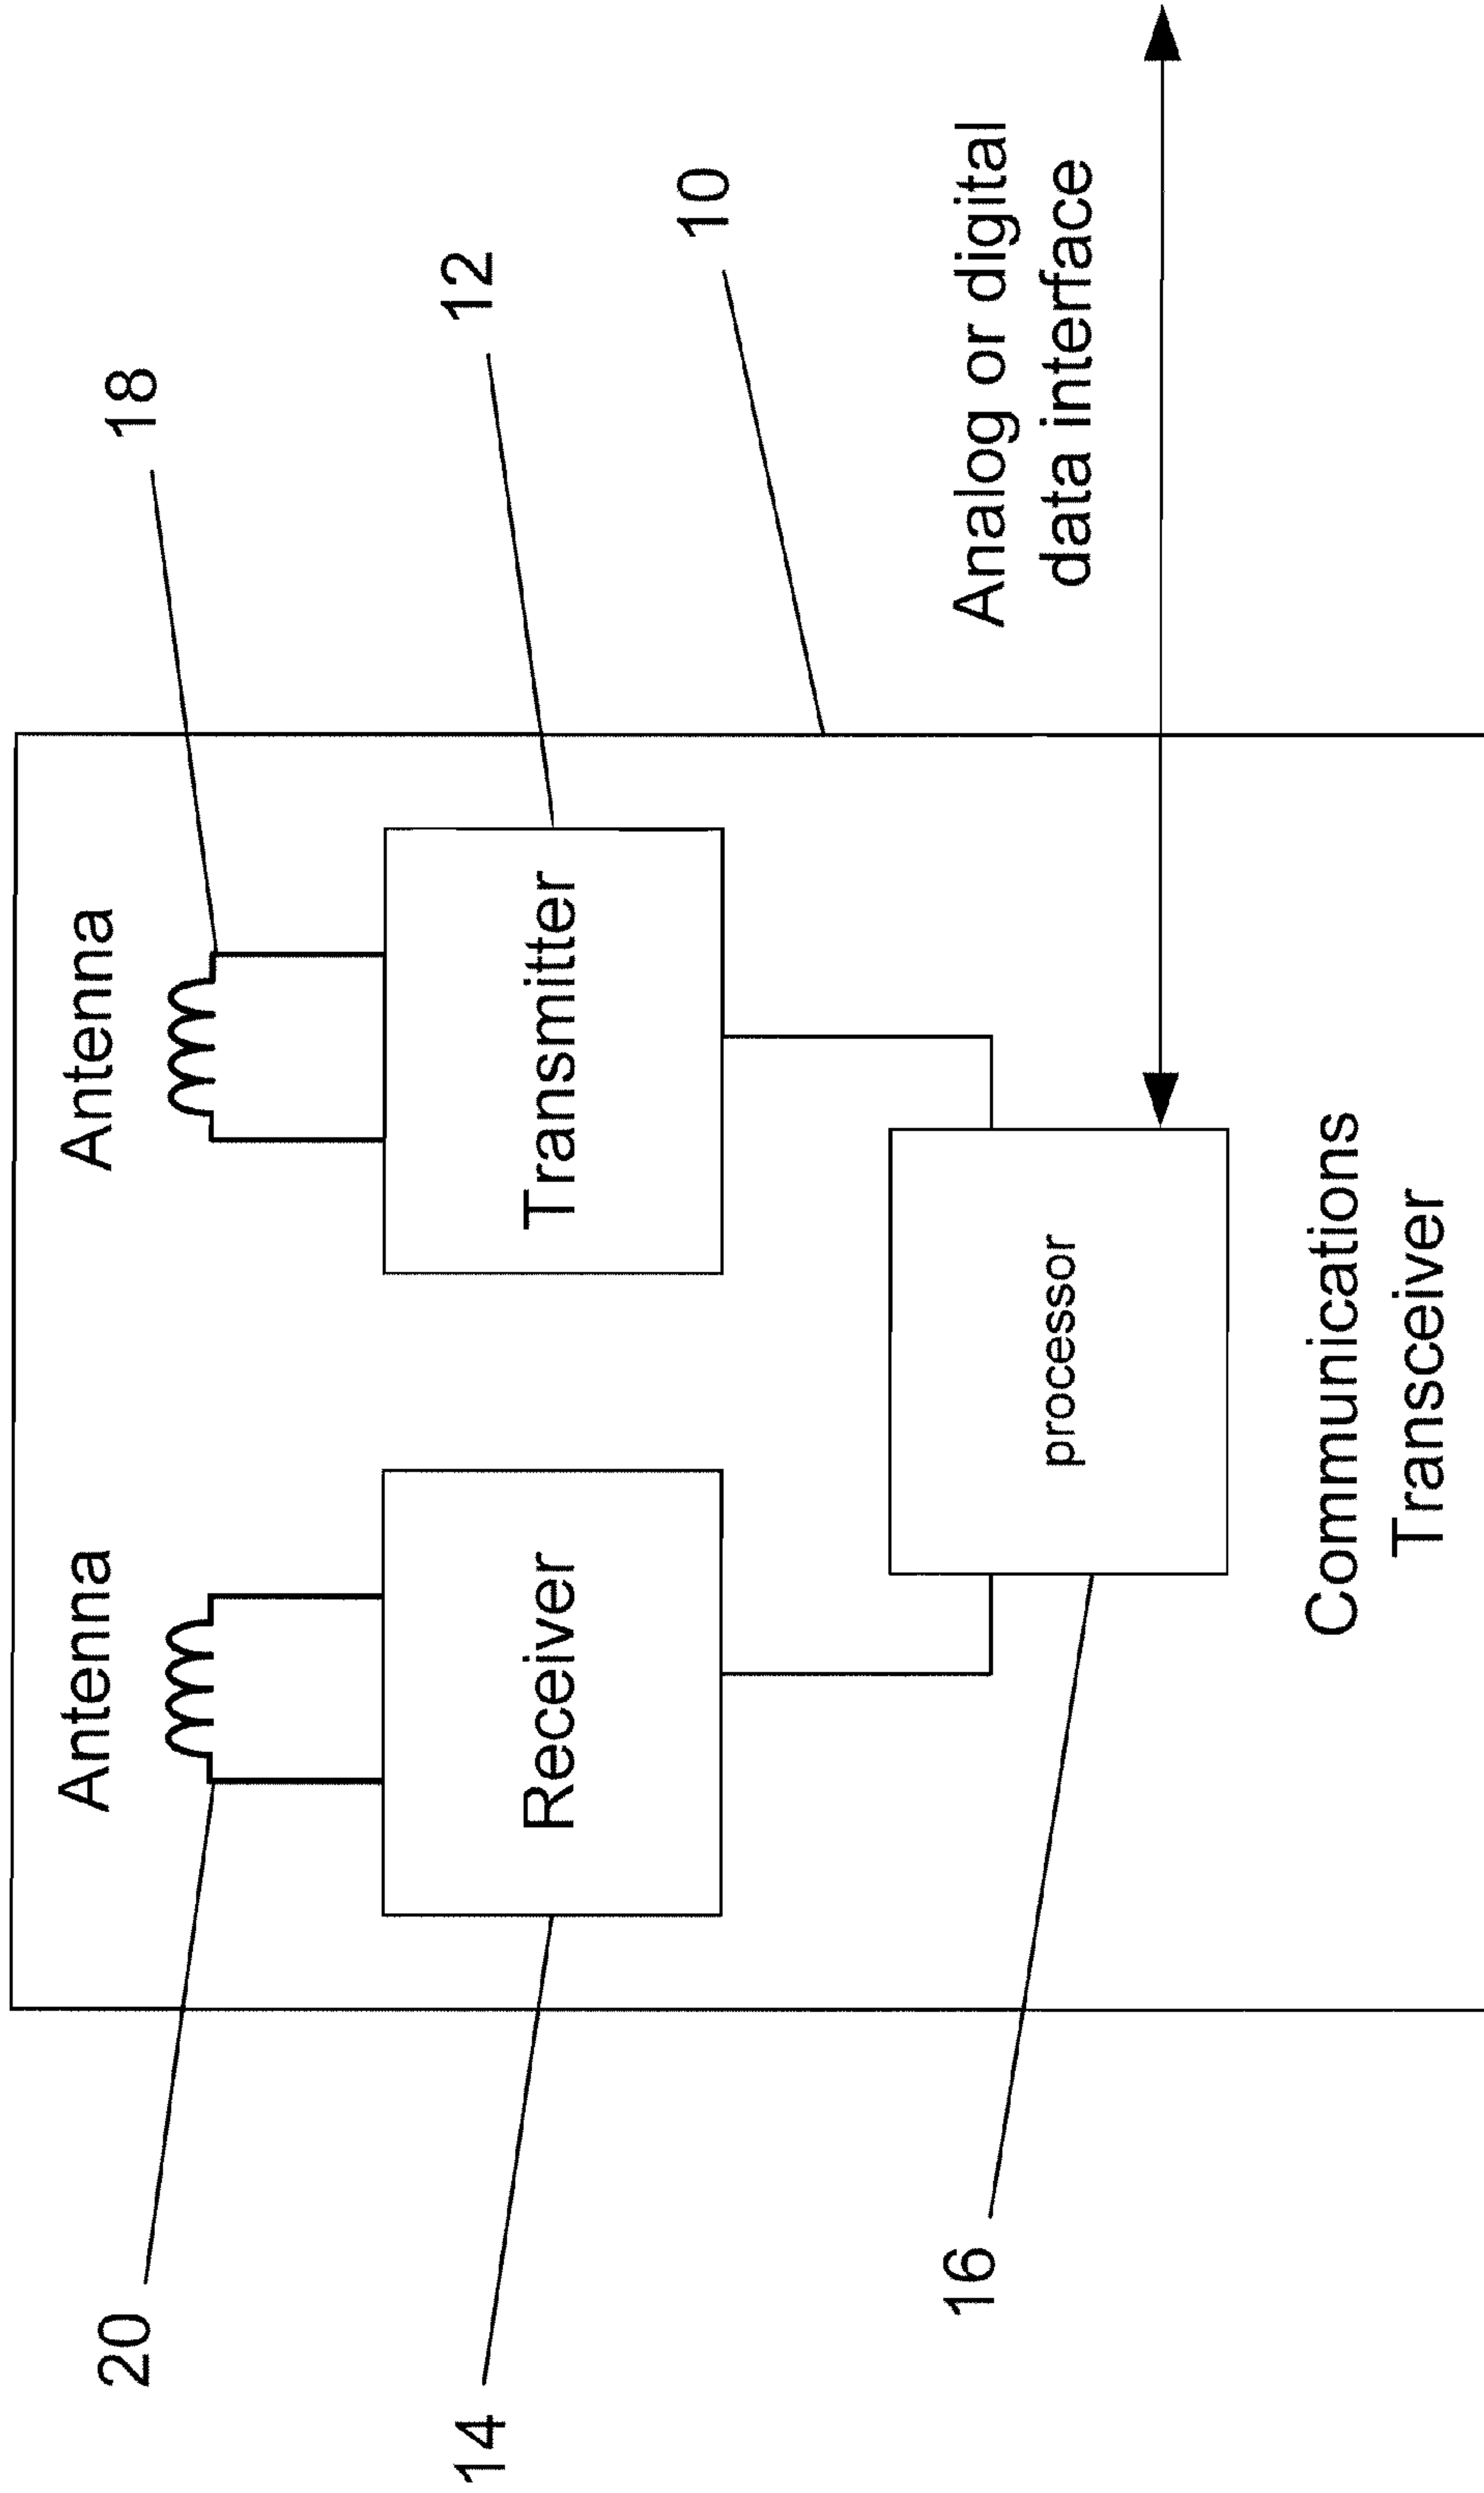 20
Antenna
Antenna
18
14
Receiver
Transmitter
12
10
16
processor
Analog or digital
data interface
Communications
Transceiver